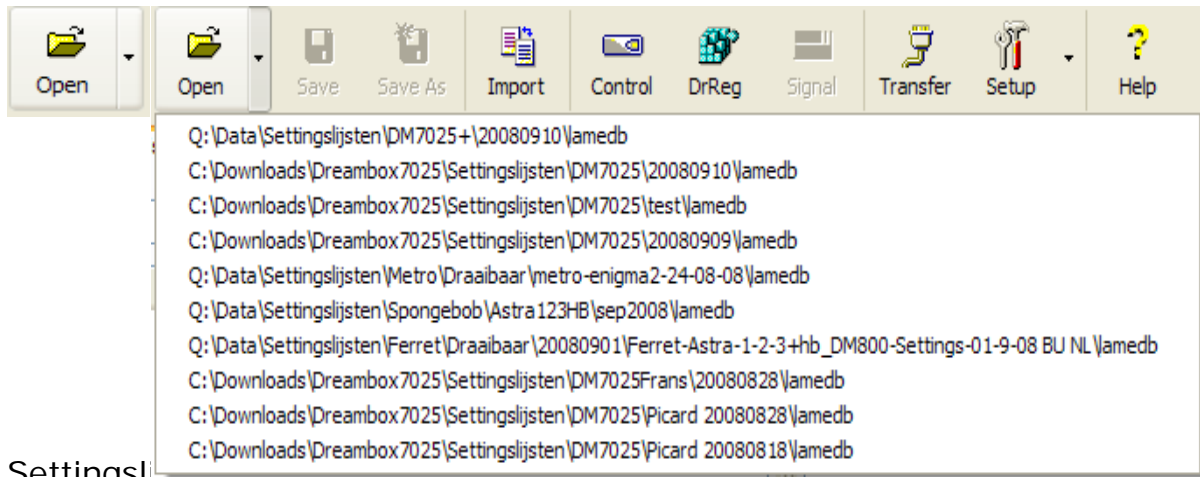 Open Open Save Save As Import Control DrReg Signal Transfer Setup Help
Q:\Data\Settingslijsten\DM7025+\20080910\lamedb
C:\Downloads\Dreambox7025\Settingslijsten\DM7025\20080910\lamedb
C:\Downloads\Dreambox7025\Settingslijsten\DM7025\test\lamedb
C:\Downloads\Dreambox7025\Settingslijsten\DM7025\20080909\lamedb
Q:\Data\Settingslijsten\Metro\Draaibaar\metro-enigma2-24-08-08\lamedb
Q:\Data\Settingslijsten\Spongebob\Astra123HB\sep2008\lamedb
Q:\Data\Settingslijsten\Ferret\Draaibaar\20080901\Ferret-Astra-1-2-3+hb_DM800-Settings-01-9-08 BU NL\lamedb
C:\Downloads\Dreambox7025\Settingslijsten\DM7025Frans\20080828\lamedb
C:\Downloads\Dreambox7025\Settingslijsten\DM7025\Picard 20080828\lamedb
C:\Downloads\Dreambox7025\Settingslijsten\DM7025\Picard 20080818\lamedb